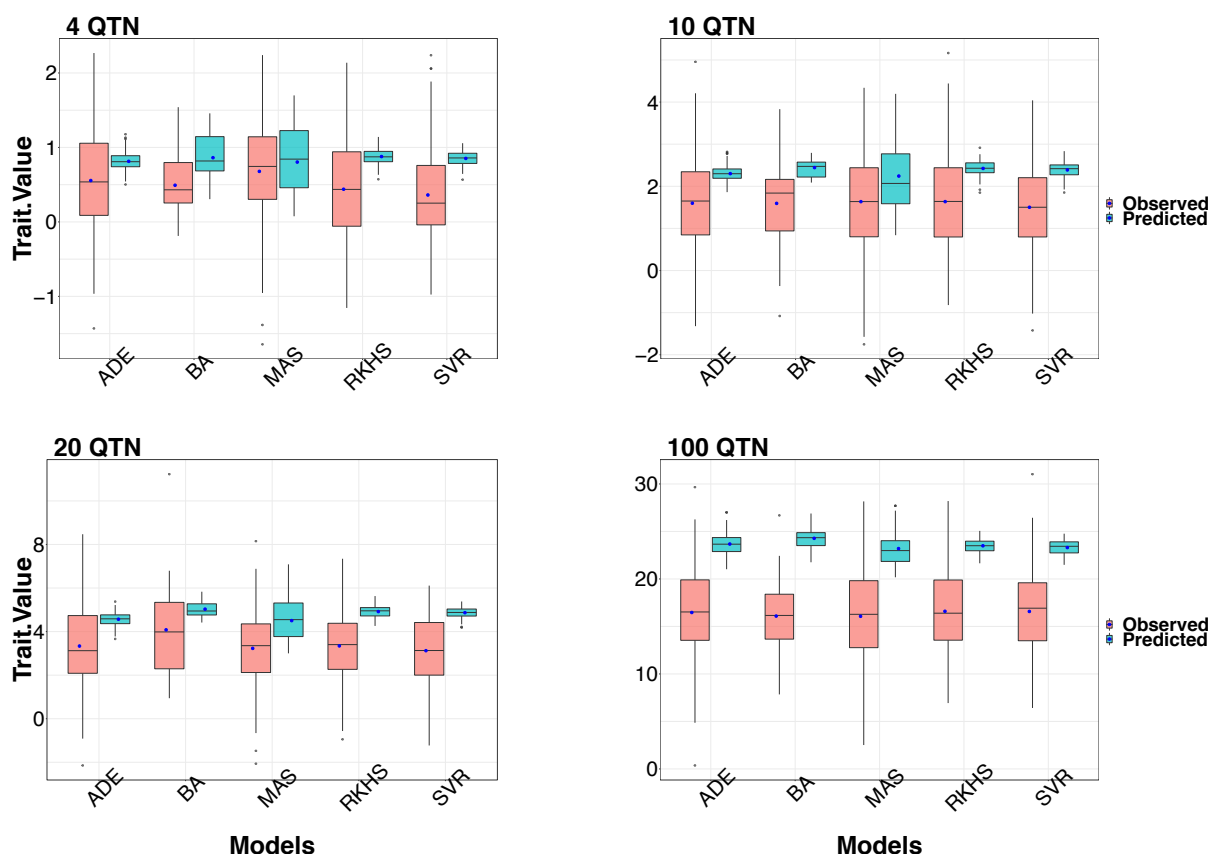 4 QTN
Trait.Value
2
1
0
−1
ADE
BA
MAS
RKHS
SVR
10 QTN
4
2
0
−2
ADE
BA
MAS
RKHS
SVR
Observed
Predicted
20 QTN
Trait.Value
8
4
0
ADE
BA
MAS
RKHS
SVR
Models
100 QTN
30
20
10
0
ADE
BA
MAS
RKHS
SVR
Models
Observed
Predicted